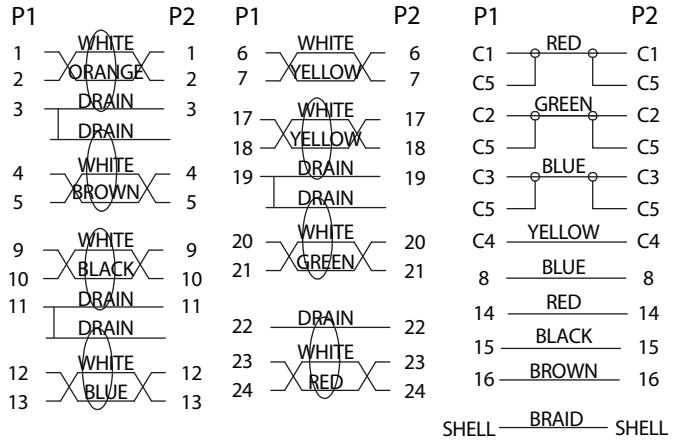 P1 P2
1 WHITE 1
2 ORANGE 2
3 DRAIN 3
DRAIN
4 WHITE 4
5 BROWN 5
9 WHITE 9
10 BLACK 10
11 DRAIN 11
DRAIN
12 WHITE 12
13 BLUE 13
P1 P2
6 WHITE 6
7 YELLOW 7
17 WHITE 17
18 YELLOW 18
19 DRAIN 19
DRAIN
20 WHITE 20
21 GREEN 21
22 DRAIN 22
23 WHITE 23
24 RED 24
P1 P2
C1 RED C1
C5 C5
C2 GREEN C2
C5 C5
C3 BLUE C3
C5 C5
C4 YELLOW C4
8 BLUE 8
14 RED 14
15 BLACK 15
16 BROWN 16
SHELL BRAID SHELL